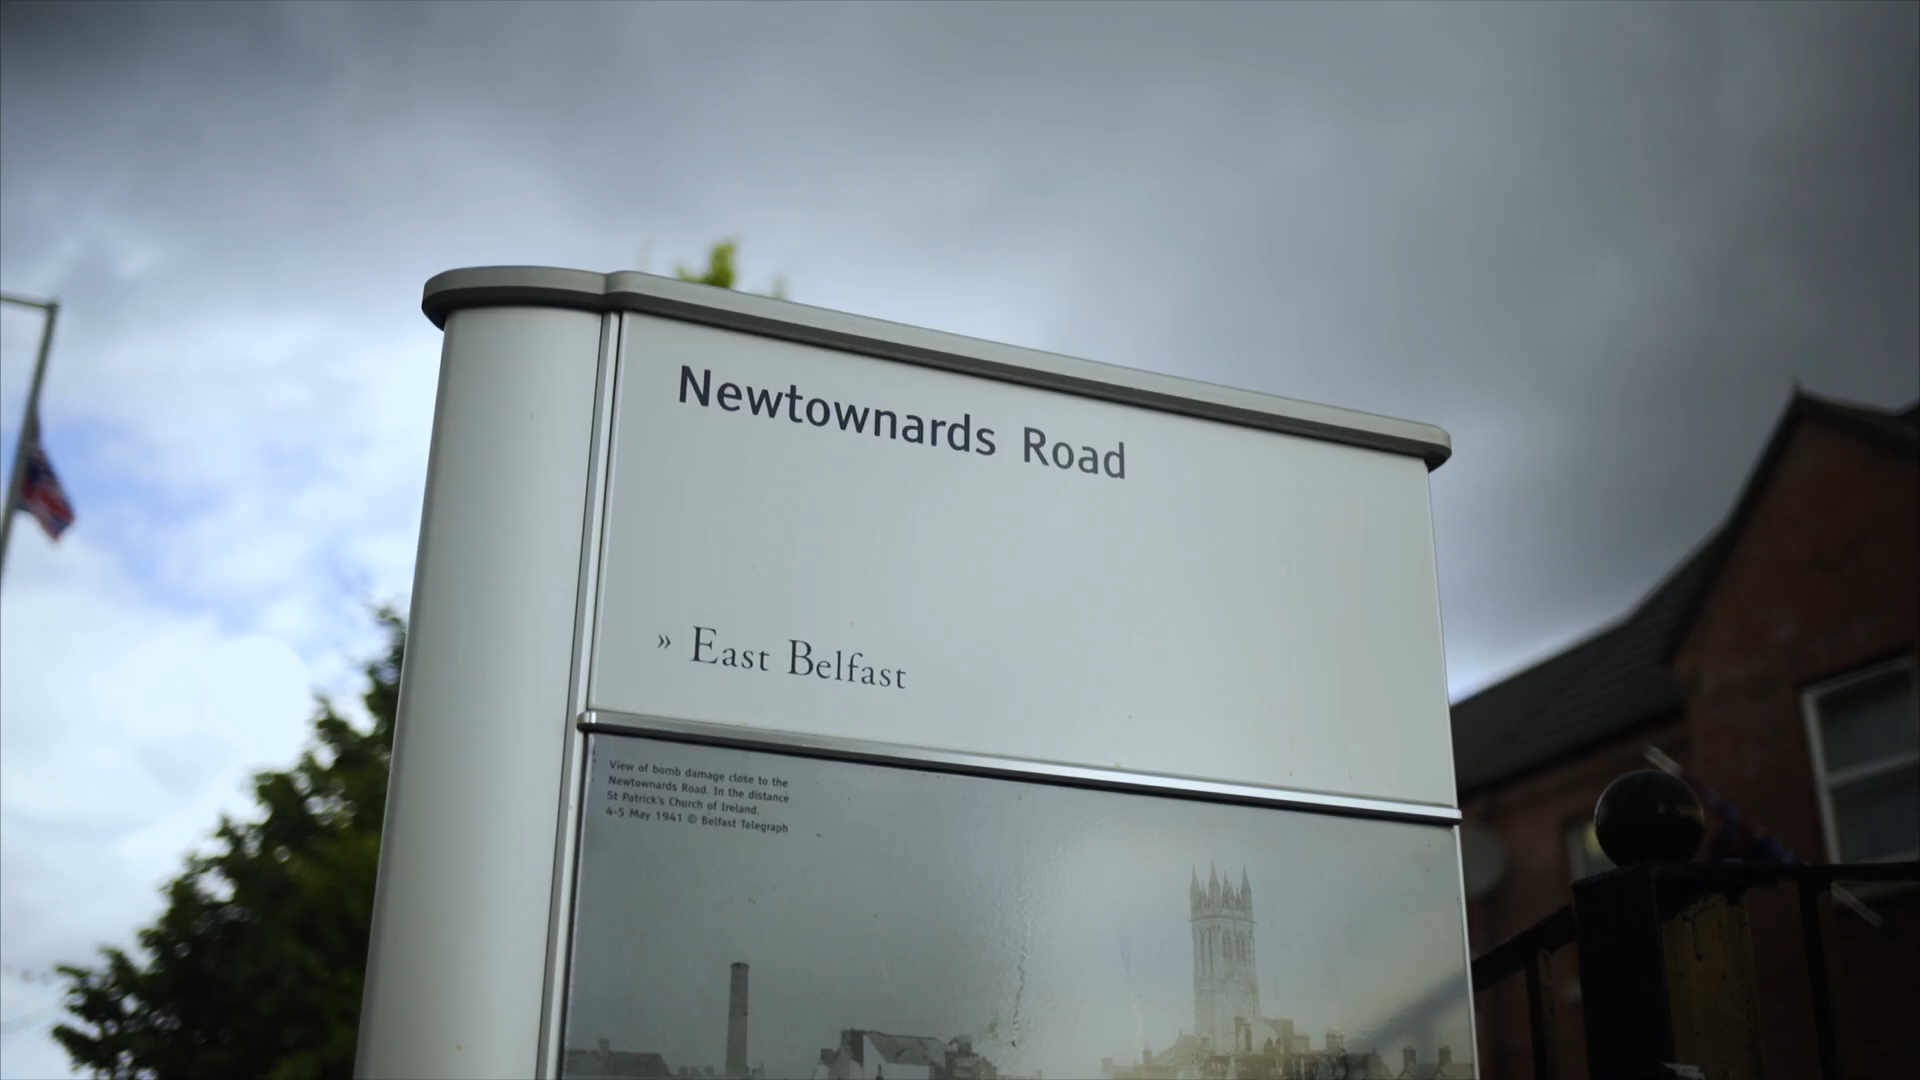 Newtownards Road
» East Belfast
View of bomb damage close to the
Newtownards Road. In the distance
St Patrick's Church of Ireland.
4-5 May 1941 © Belfast Telegraph